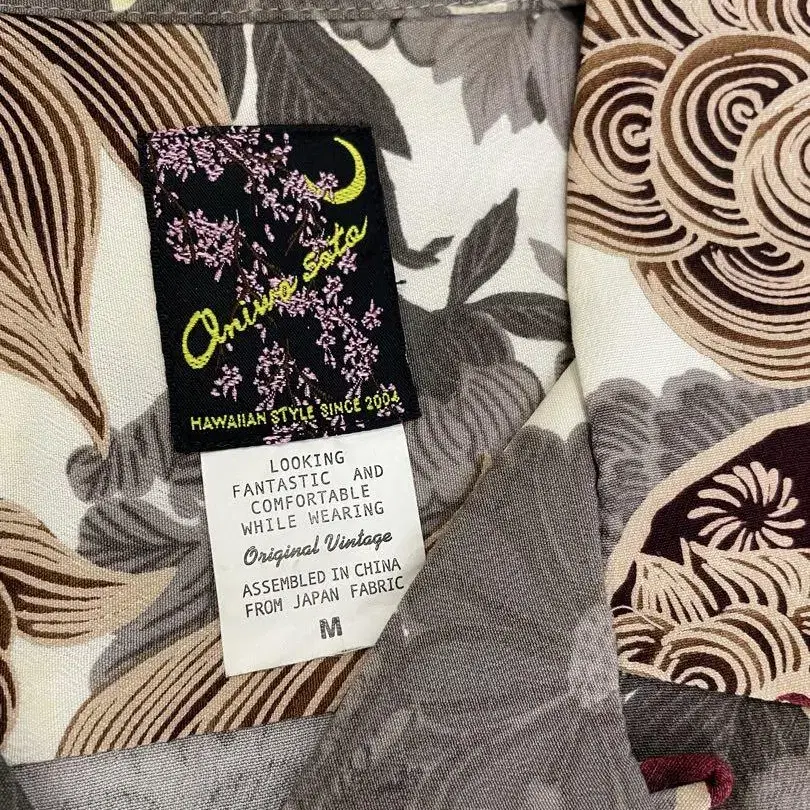 Oniwa Sato
HAWAIIAN STYLE SINCE 2004
LOOKING
FANTASTIC AND
COMFORTABLE
WHILE WEARING
Original Vintage
ASSEMBLED IN CHINA
FROM JAPAN FABRIC
M